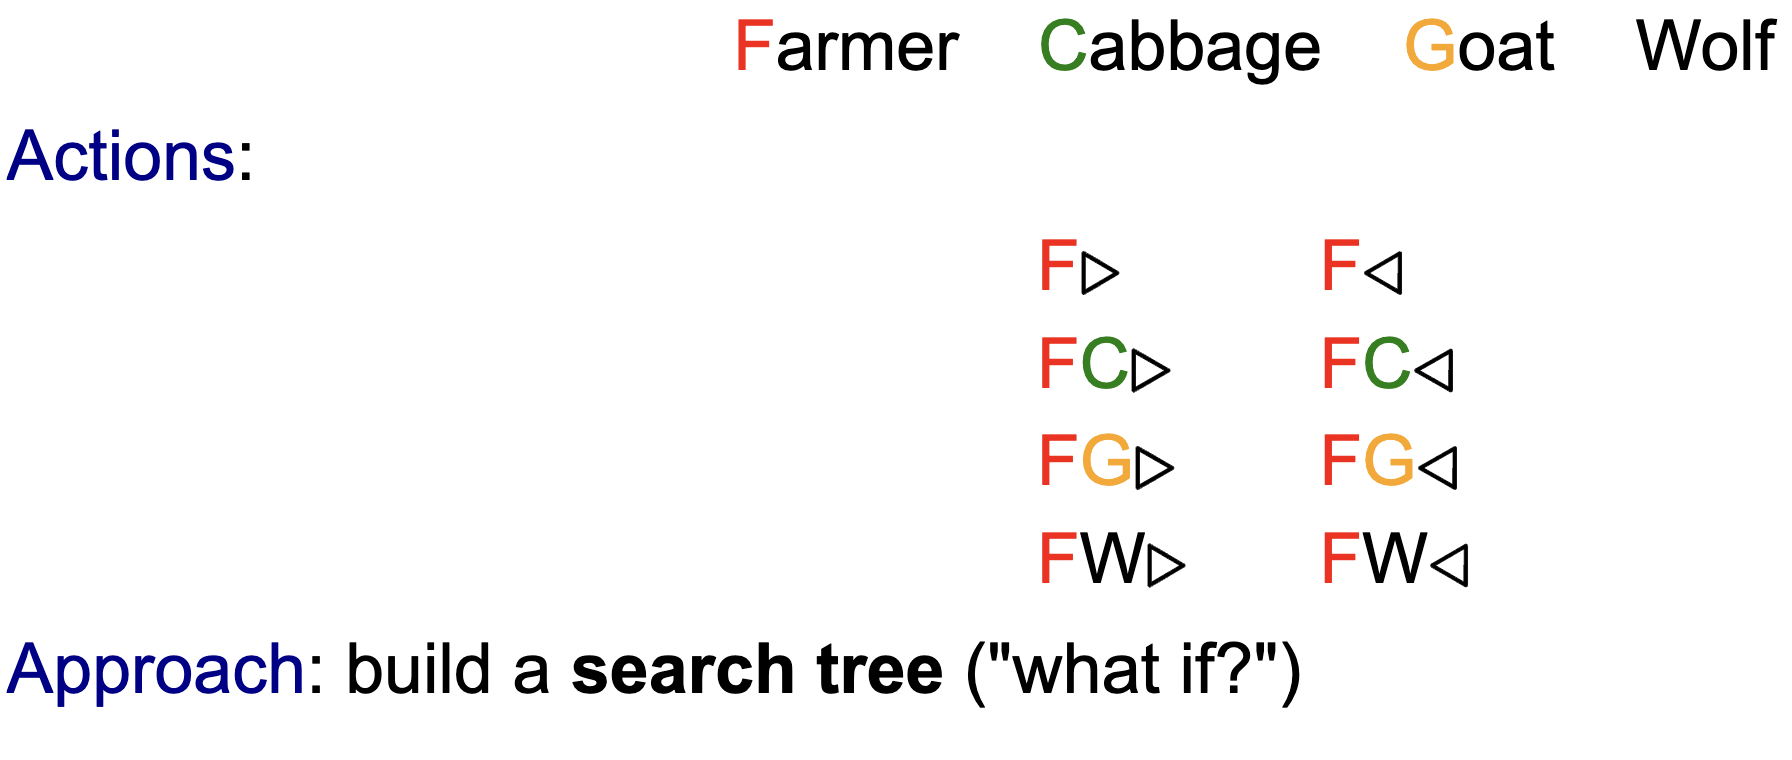 Farmer Cabbage Goat Wolf
Actions:
F▷ F◁
FC▷ FC◁
FG▷ FG◁
FW▷ FW◁
Approach: build a search tree ("what if?")